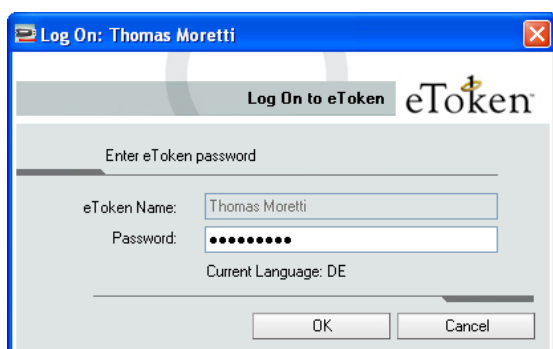 Log On: Thomas Moretti
Log On to eToken
eToken
Enter eToken password
eToken Name: Thomas Moretti
Password: •••••••••
Current Language: DE
OK Cancel